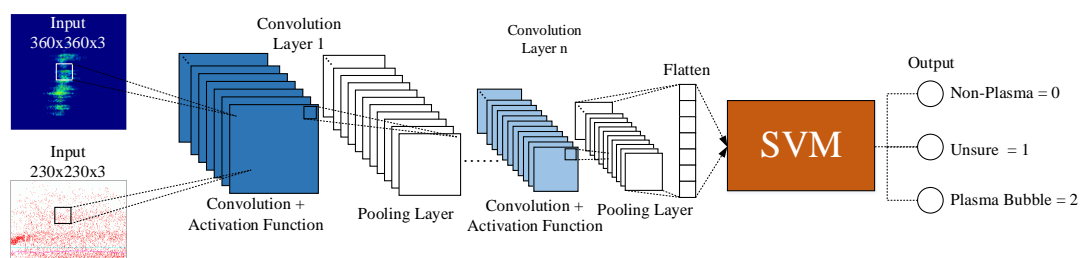 Input
360x360x3
Input
230x230x3
Convolution
Layer 1
Convolution +
Activation Function
Pooling Layer
Convolution
Layer n
Convolution +
Activation Function
Pooling Layer
Flatten
SVM
Output
Non-Plasma = 0
Unsure = 1
Plasma Bubble = 2